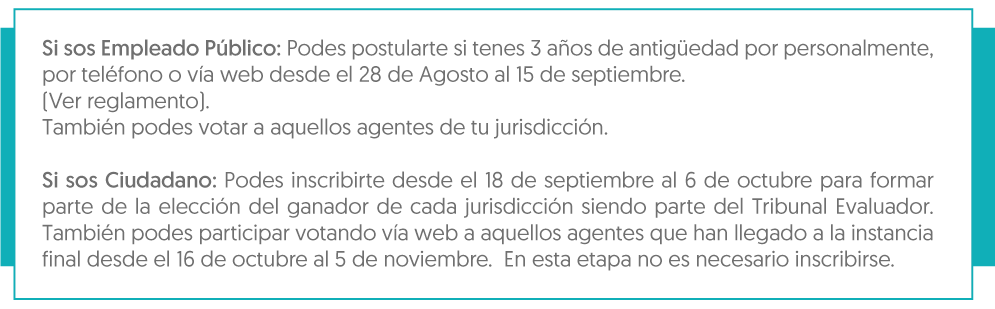 Si sos Empleado Público: Podes postularte si tenes 3 años de antigüedad por personalmente,
por teléfono o vía web desde el 28 de Agosto al 15 de septiembre.
(Ver reglamento).
También podes votar a aquellos agentes de tu jurisdicción.
Si sos Ciudadano: Podes inscribirte desde el 18 de septiembre al 6 de octubre para formar
parte de la elección del ganador de cada jurisdicción siendo parte del Tribunal Evaluador.
También podes participar votando vía web a aquellos agentes que han llegado a la instancia
final desde el 16 de octubre al 5 de noviembre. En esta etapa no es necesario inscribirse.